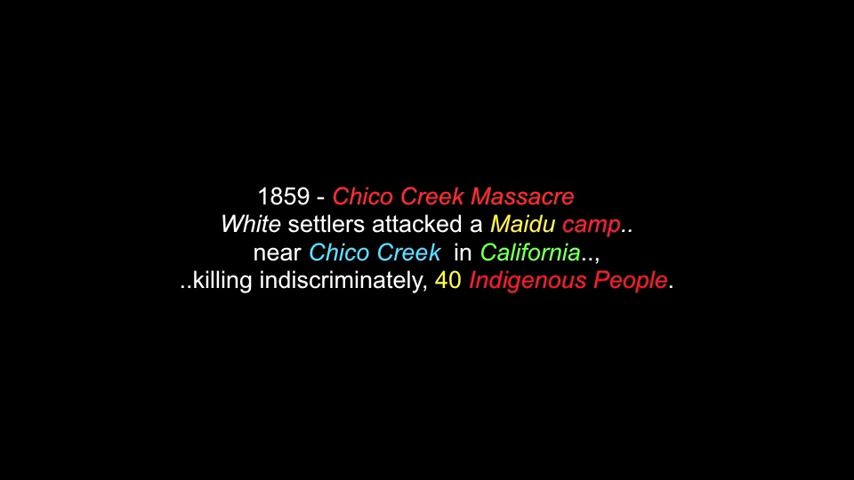 1859 - Chico Creek Massacre
White settlers attacked a Maidu camp..
near Chico Creek in California..,
..killing indiscriminately, 40 Indigenous People.